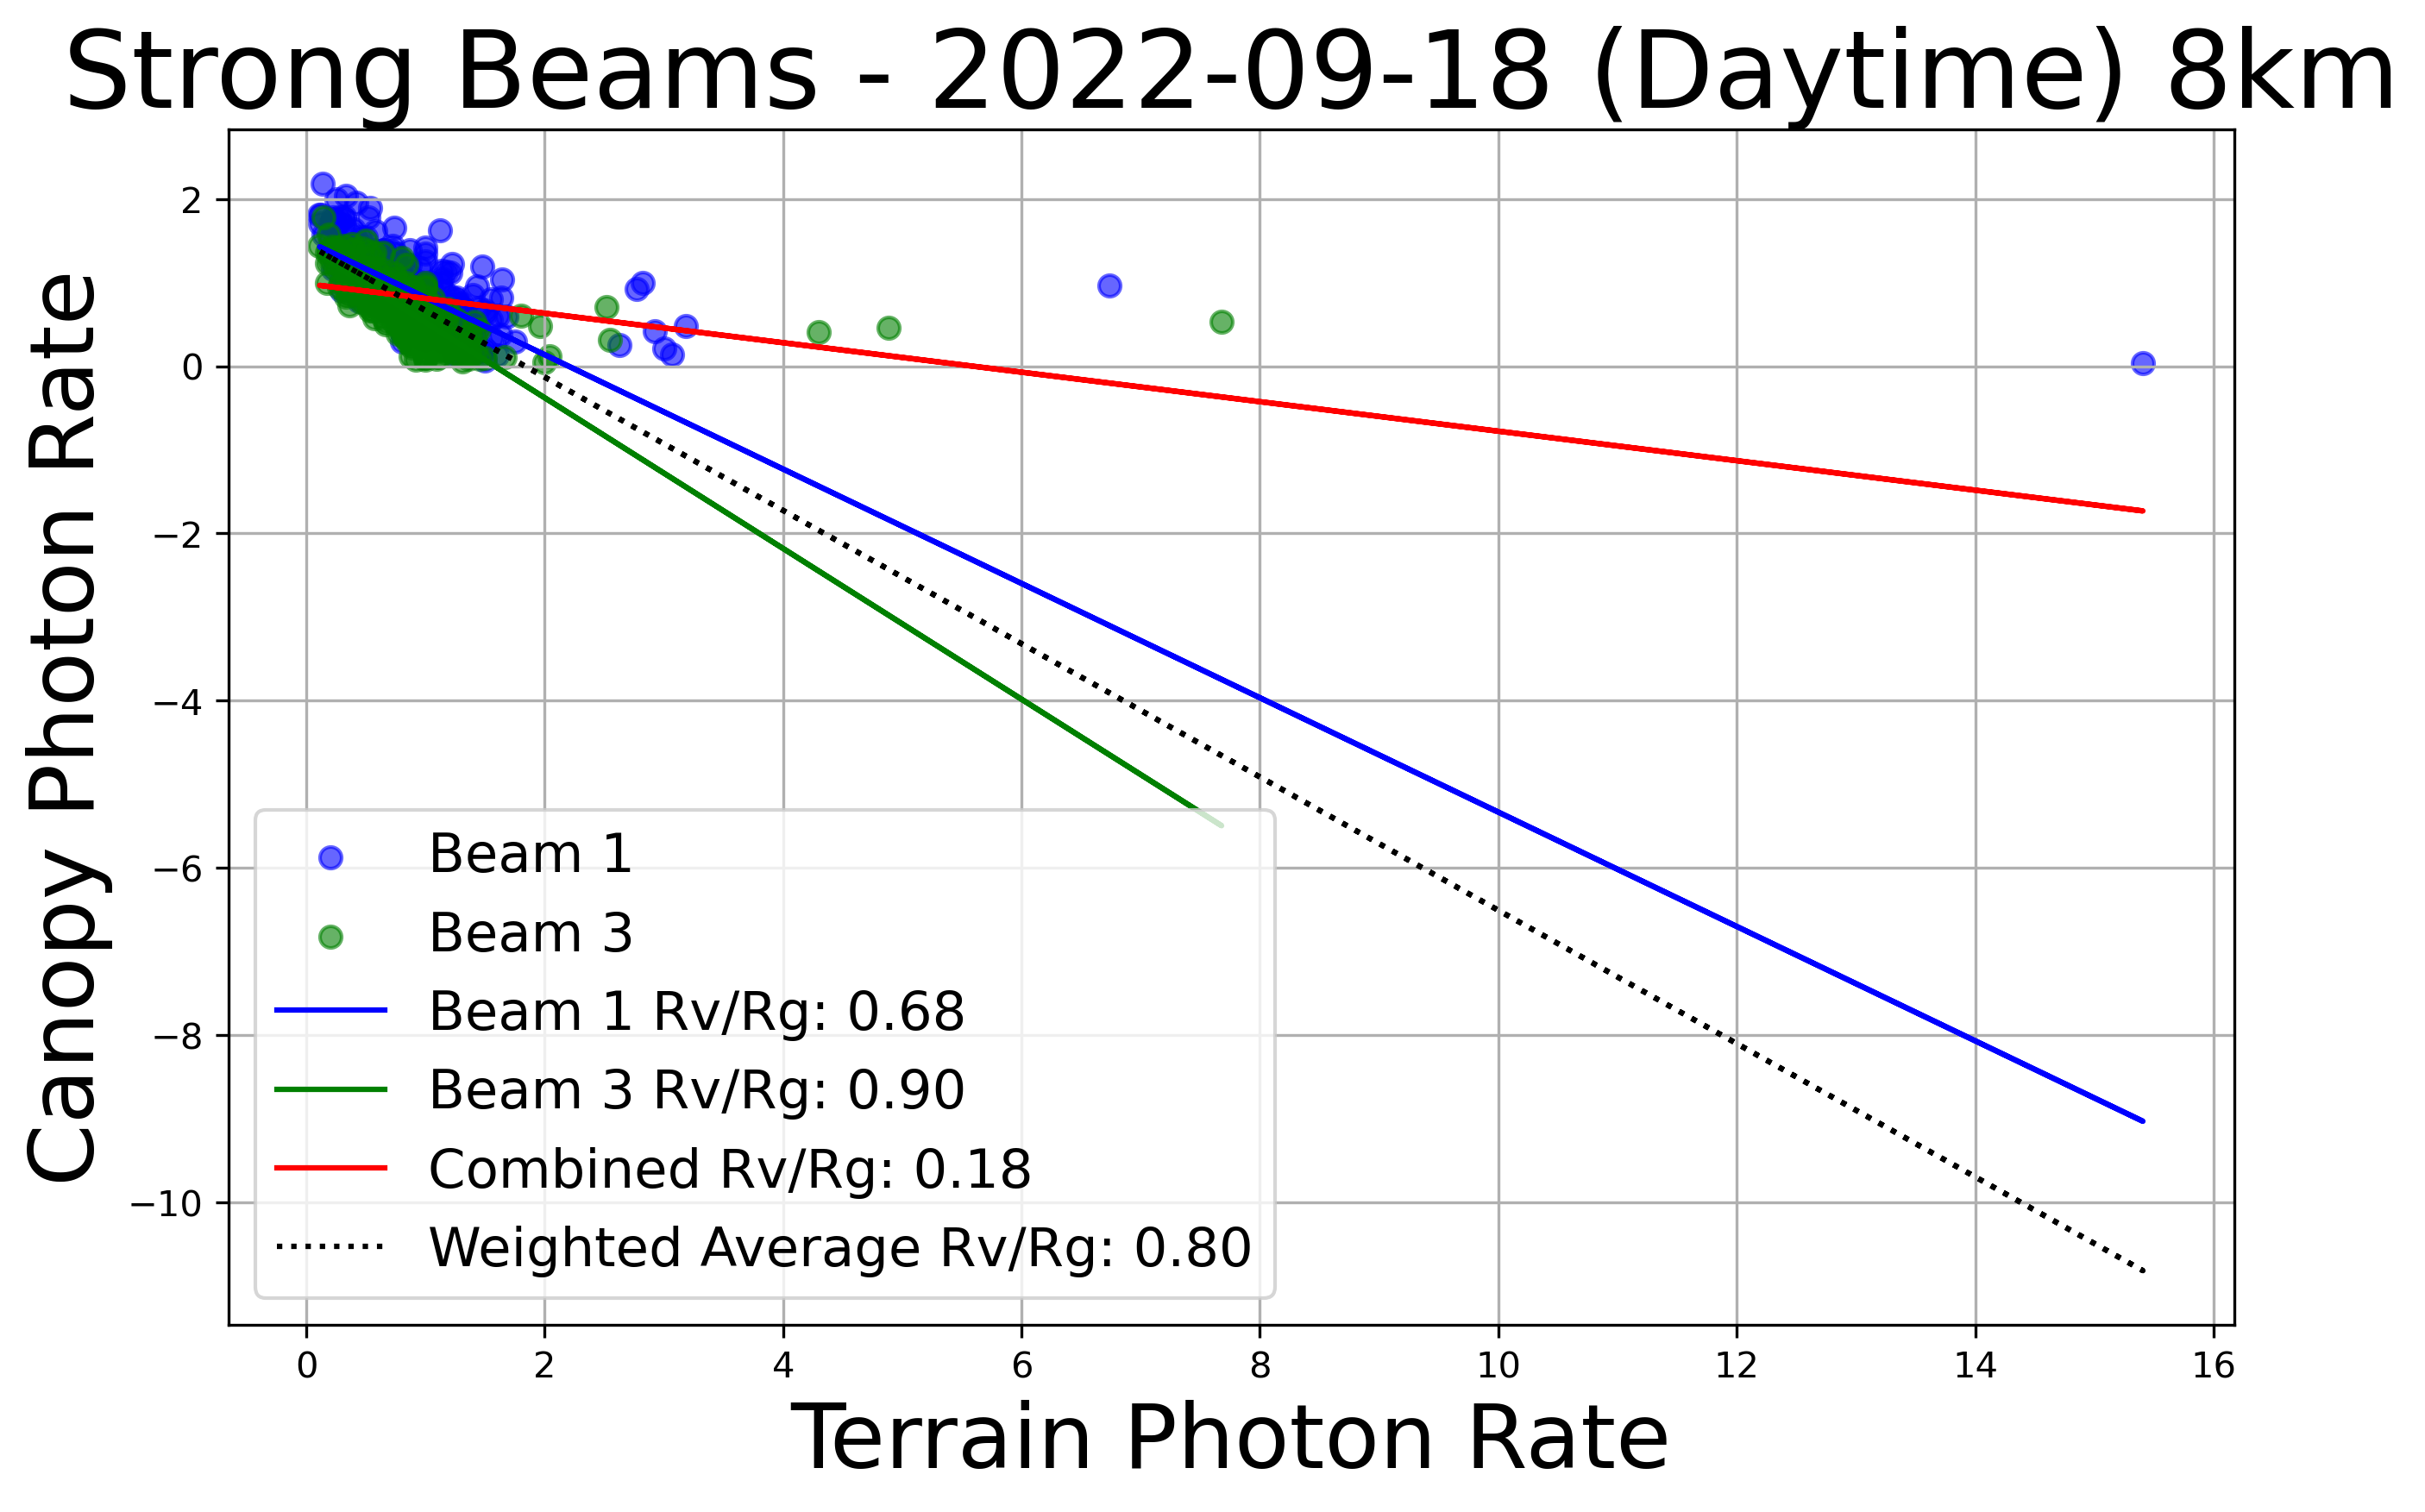 Strong Beams - 2022-09-18 (Daytime) 8km
Canopy Photon Rate
2
0
−2
−4
−6
−8
−10
Beam 1
Beam 3
Beam 1 Rv/Rg: 0.68
Beam 3 Rv/Rg: 0.90
Combined Rv/Rg: 0.18
Weighted Average Rv/Rg: 0.80
0 2 4 6 8 10 12 14 16
Terrain Photon Rate